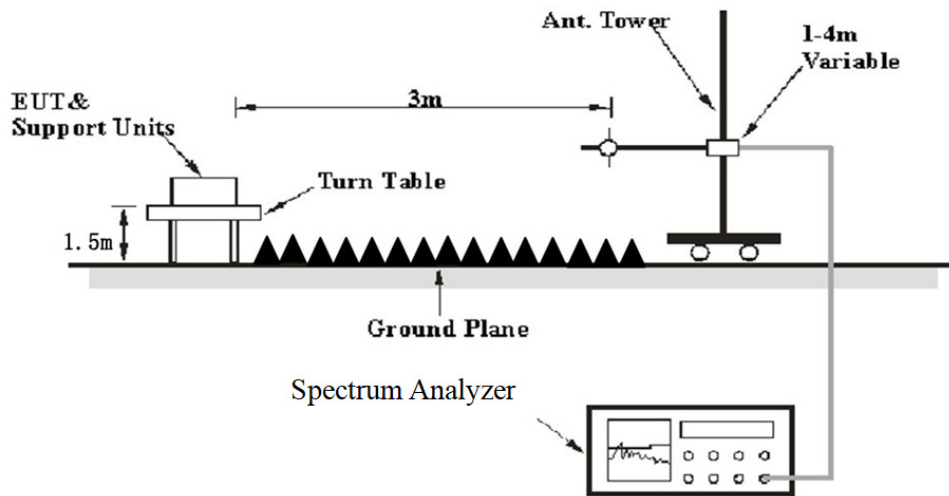 Ant. Tower
1-4m
Variable
3m
EUT&
Support Units
Turn Table
1.5m
Ground Plane
Spectrum Analyzer